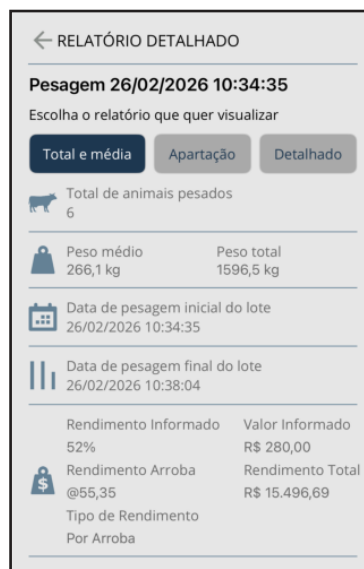 RELATÓRIO DETALHADO
Pesagem 26/02/2026 10:34:35
Escolha o relatório que quer visualizar
Total e média Apartação Detalhado
Total de animais pesados
6
Peso médio Peso total
266,1 kg 1596,5 kg
Data de pesagem inicial do lote
26/02/2026 10:34:35
Data de pesagem final do lote
26/02/2026 10:38:04
Rendimento Informado Valor Informado
52% R$ 280,00
Rendimento Arroba Rendimento Total
@55,35 R$ 15.496,69
Tipo de Rendimento
Por Arroba